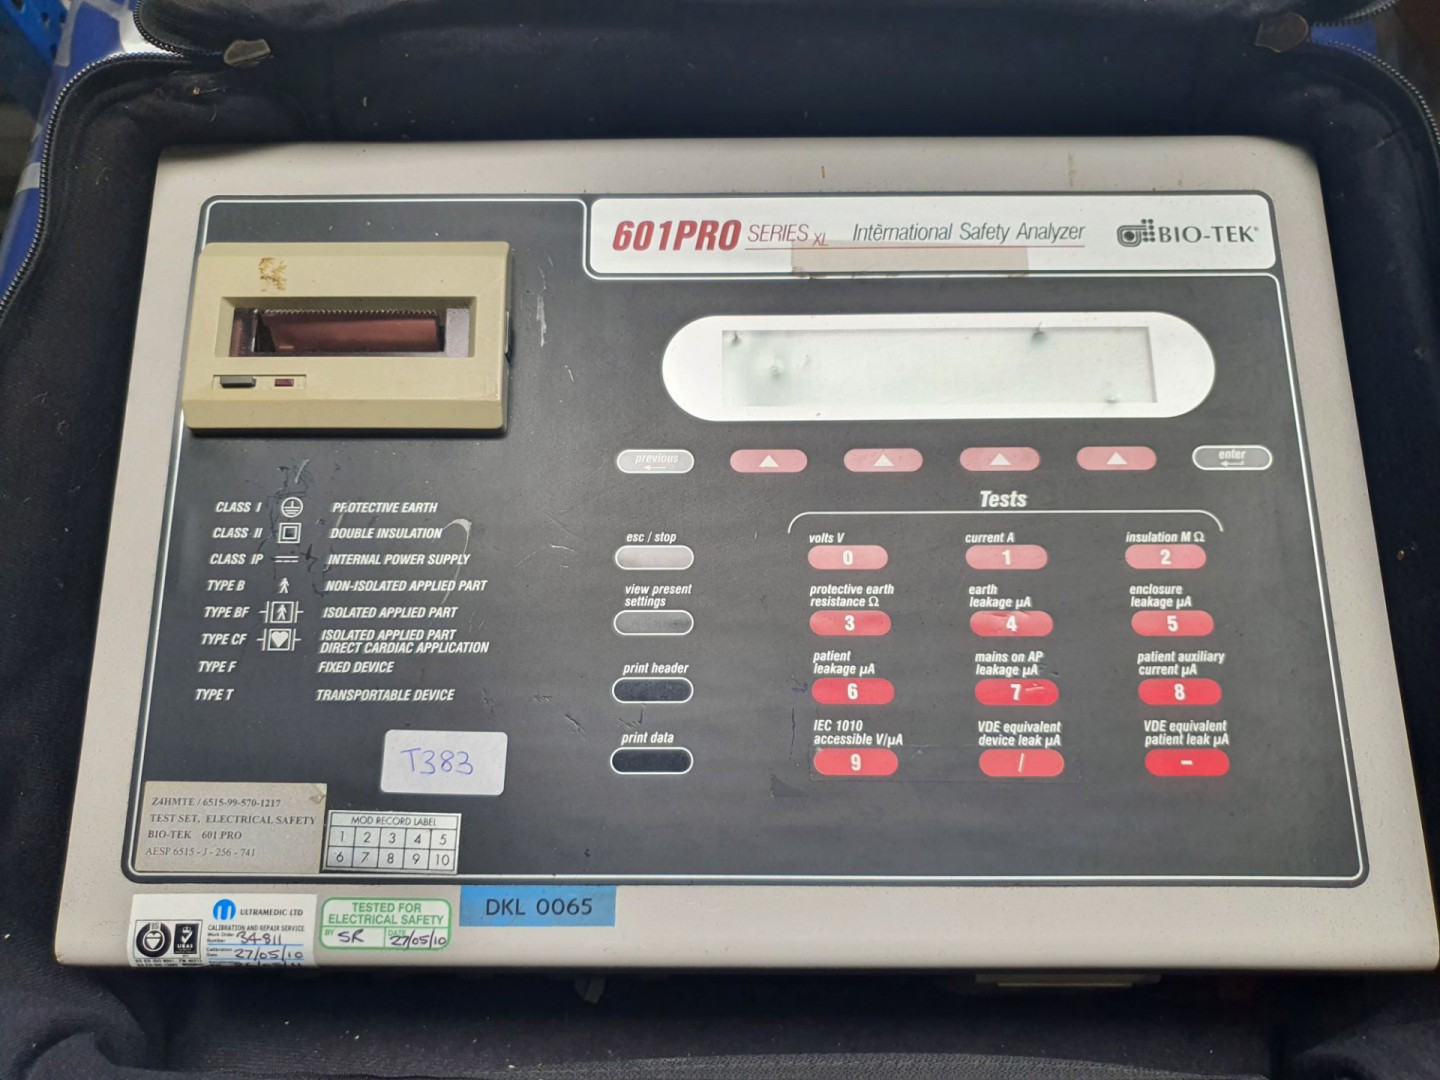 601PRO SERIES XL International Safety Analyzer BIO-TEK®
previous
enter
Tests
CLASS I PROTECTIVE EARTH
CLASS II DOUBLE INSULATION
CLASS IP INTERNAL POWER SUPPLY
TYPE B NON-ISOLATED APPLIED PART
TYPE BF ISOLATED APPLIED PART
TYPE CF ISOLATED APPLIED PART
DIRECT CARDIAC APPLICATION
TYPE F FIXED DEVICE
TYPE T TRANSPORTABLE DEVICE
esc / stop
view present
settings
print header
print data
volts V
0
current A
1
insulation M Ω
2
protective earth
resistance Ω
3
earth
leakage µA
4
enclosure
leakage µA
5
patient
leakage µA
6
mains on AP
leakage µA
7
patient auxiliary
current µA
8
IEC 1010
accessible V/µA
9
VDE equivalent
device leak µA
/
VDE equivalent
patient leak µA
-
T383
Z4HMTE / 6515-99-570-1217
TEST SET, ELECTRICAL SAFETY
BIO-TEK 601 PRO
AESP 6515 - J - 256 - 741
MOD RECORD LABEL
1 2 3 4 5
6 7 8 9 10
ULTRAMEDIC LTD
CALIBRATION AND REPAIR SERVICE
Work Order
Number 34811
Calibration
Date 27/05/10
UKAS
TESTED FOR
ELECTRICAL SAFETY
BY SR DATE 27/05/10
DKL 0065